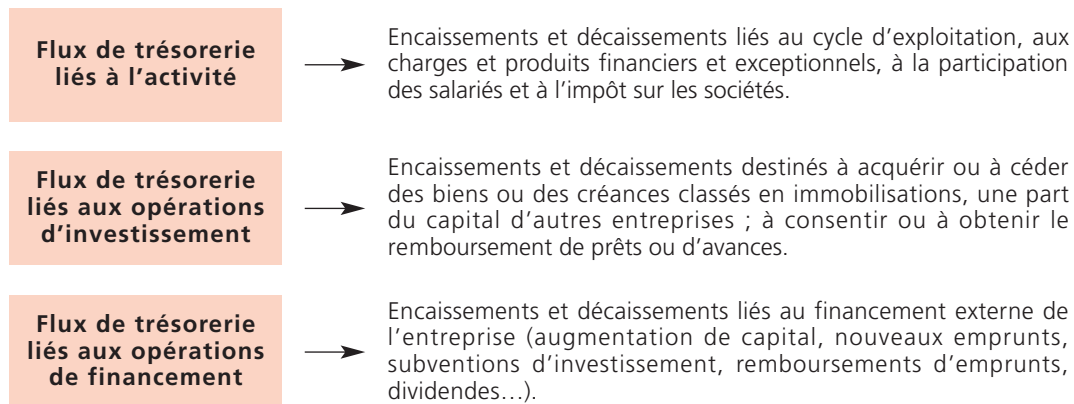 Flux de trésorerie
liés à l’activité
Encaissements et décaissements liés au cycle d’exploitation, aux
charges et produits financiers et exceptionnels, à la participation
des salariés et à l’impôt sur les sociétés.
Flux de trésorerie
liés aux opérations
d’investissement
Encaissements et décaissements destinés à acquérir ou à céder
des biens ou des créances classés en immobilisations, une part
du capital d’autres entreprises ; à consentir ou à obtenir le
remboursement de prêts ou d’avances.
Flux de trésorerie
liés aux opérations
de financement
Encaissements et décaissements liés au financement externe de
l’entreprise (augmentation de capital, nouveaux emprunts,
subventions d’investissement, remboursements d’emprunts,
dividendes…).